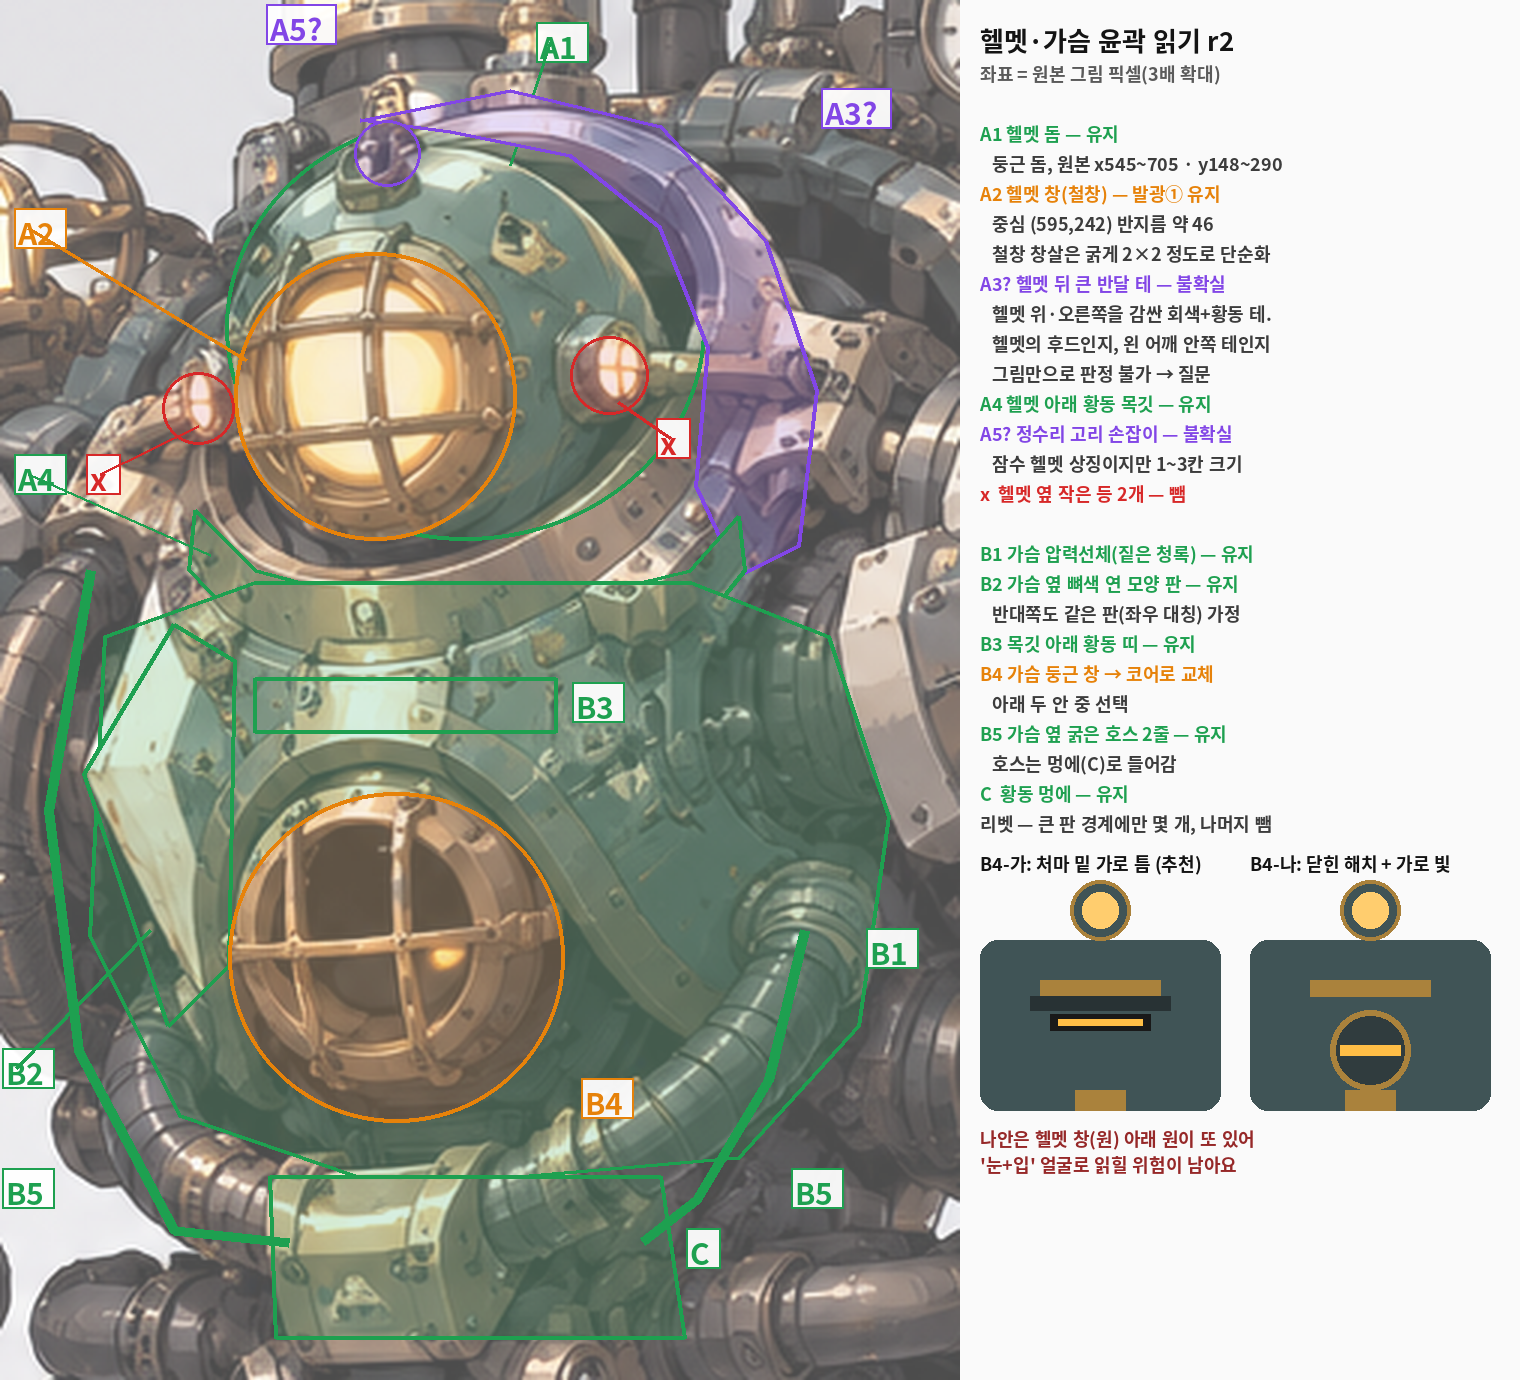 A5?
A1
A3?
A2
x
A4
x
B3
B1
B2
B4
B5
B5
C
헬멧·가슴 윤곽 읽기 r2
좌표 = 원본 그림 픽셀(3배 확대)
A1 헬멧 돔 — 유지
둥근 돔, 원본 x545~705 · y148~290
A2 헬멧 창(철창) — 발광① 유지
중심 (595,242) 반지름 약 46
철창 창살은 굵게 2×2 정도로 단순화
A3? 헬멧 뒤 큰 반달 테 — 불확실
헬멧 위·오른쪽을 감싼 회색+황동 테.
헬멧의 후드인지, 왼 어깨 안쪽 테인지
그림만으로 판정 불가 → 질문
A4 헬멧 아래 황동 목깃 — 유지
A5? 정수리 고리 손잡이 — 불확실
잠수 헬멧 상징이지만 1~3칸 크기
x 헬멧 옆 작은 등 2개 — 뺌
B1 가슴 압력선체(짙은 청록) — 유지
B2 가슴 옆 뼈색 연 모양 판 — 유지
반대쪽도 같은 판(좌우 대칭) 가정
B3 목깃 아래 황동 띠 — 유지
B4 가슴 둥근 창 → 코어로 교체
아래 두 안 중 선택
B5 가슴 옆 굵은 호스 2줄 — 유지
호스는 멍에(C)로 들어감
C 황동 멍에 — 유지
리벳 — 큰 판 경계에만 몇 개, 나머지 뺌
B4-가: 처마 밑 가로 틈 (추천)
B4-나: 닫힌 해치 + 가로 빛
나안은 헬멧 창(원) 아래 원이 또 있어
'눈+입' 얼굴로 읽힐 위험이 남아요